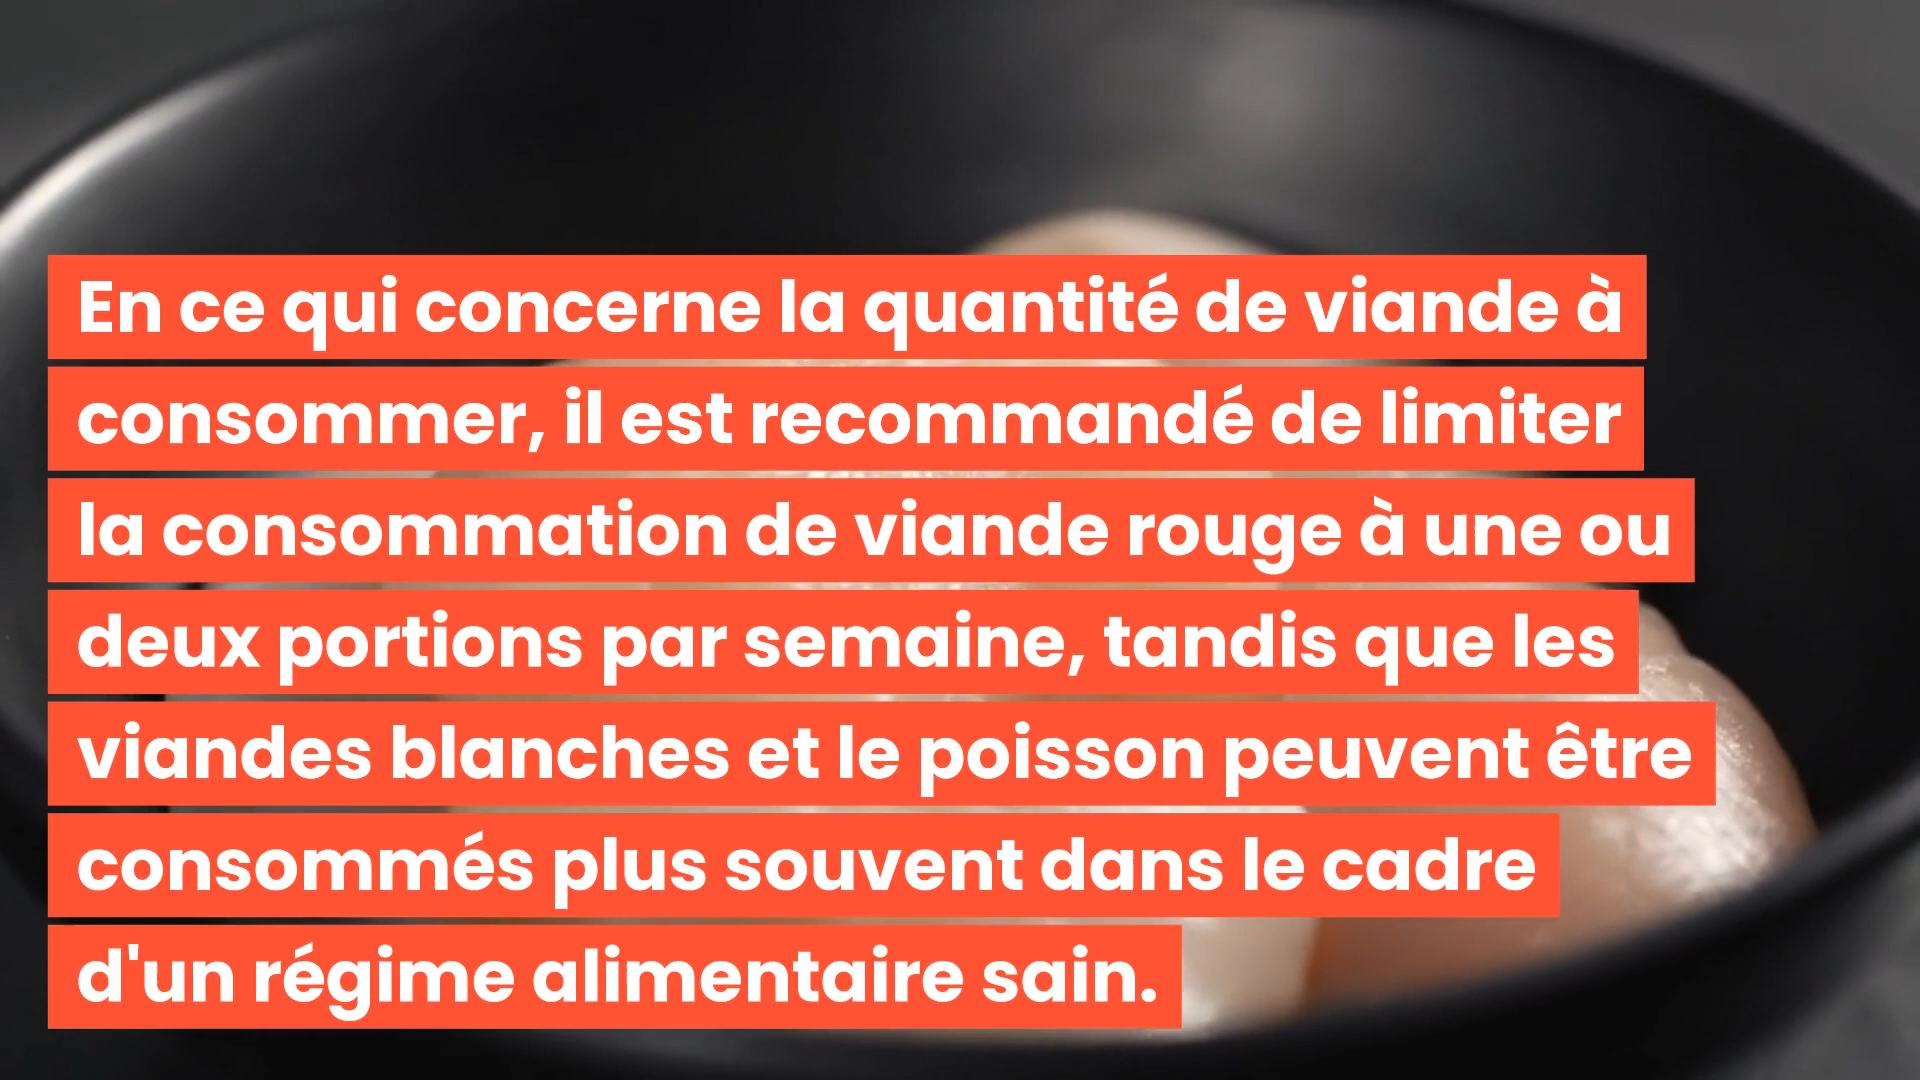 En ce qui concerne la quantité de viande à
consommer, il est recommandé de limiter
la consommation de viande rouge à une ou
deux portions par semaine, tandis que les
viandes blanches et le poisson peuvent être
consommés plus souvent dans le cadre
d'un régime alimentaire sain.